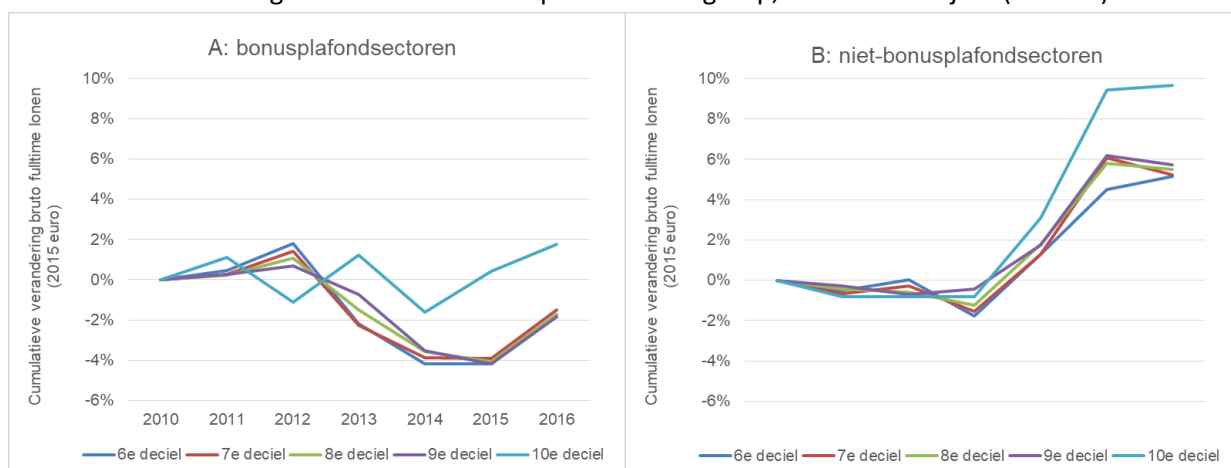 A: bonusplafondsectoren
Cumulatieve verandering bruto fulltime lonen
(2015 euro)
10%
8%
6%
4%
2%
0%
-2%
-4%
-6%
2010 2011 2012 2013 2014 2015 2016
6e deciel 7e deciel 8e deciel 9e deciel 10e deciel
B: niet-bonusplafondsectoren
Cumulatieve verandering bruto fulltime lonen
(2015 euro)
10%
8%
6%
4%
2%
0%
-2%
-4%
-6%
6e deciel 7e deciel 8e deciel 9e deciel 10e deciel